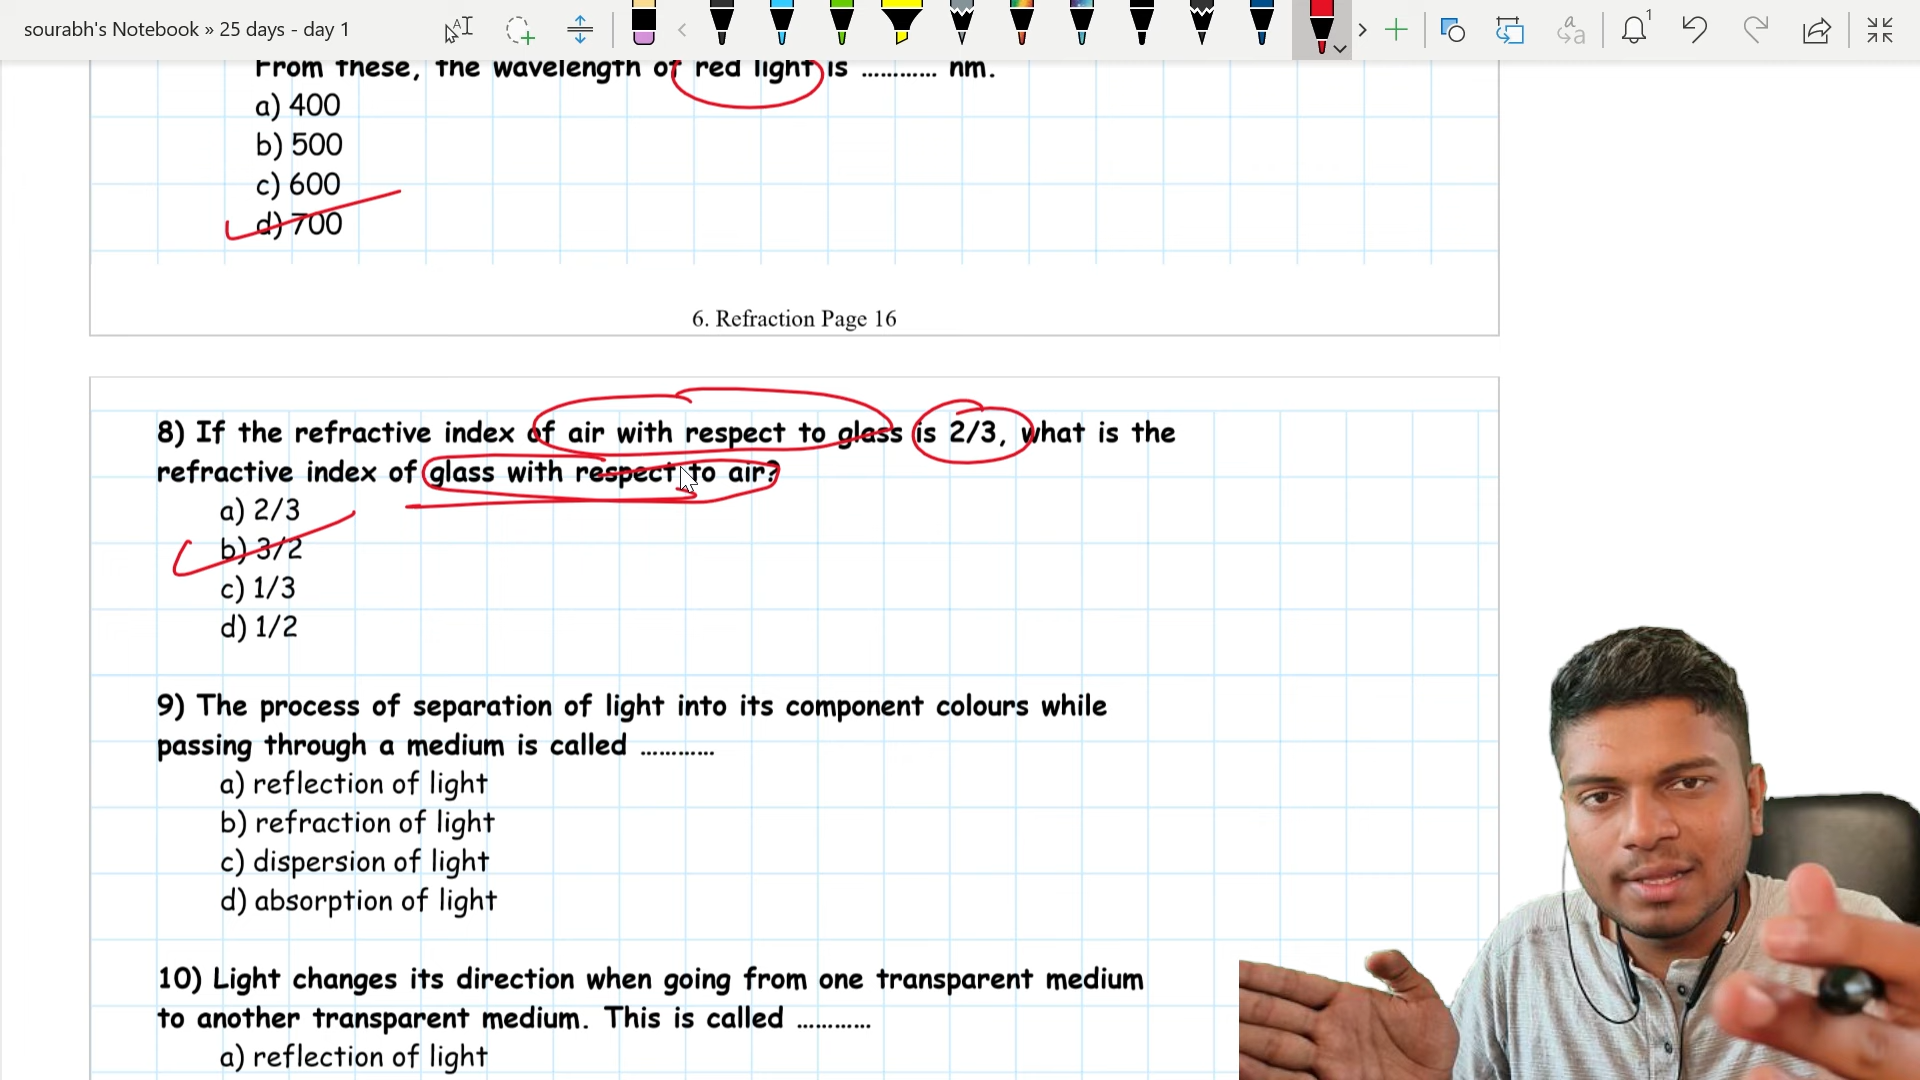 sourabh's Notebook » 25 days - day 1
From these, the wavelength of red light is ............ nm.
a) 400
b) 500
c) 600
d) 700
6. Refraction Page 16
8) If the refractive index of air with respect to glass is 2/3, what is the
refractive index of glass with respect to air?
a) 2/3
b) 3/2
c) 1/3
d) 1/2
9) The process of separation of light into its component colours while
passing through a medium is called ............
a) reflection of light
b) refraction of light
c) dispersion of light
d) absorption of light
10) Light changes its direction when going from one transparent medium
to another transparent medium. This is called ............
a) reflection of light